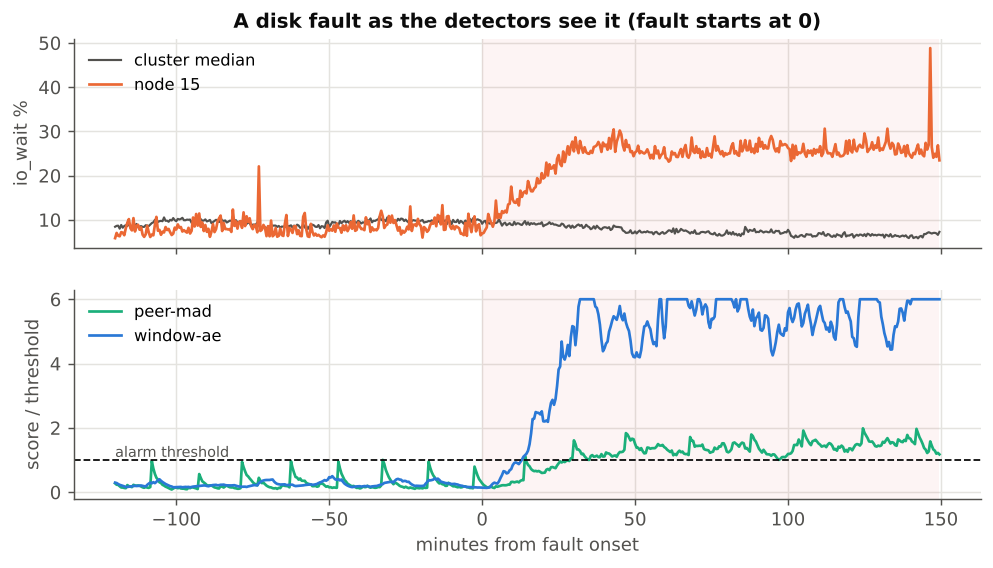 A disk fault as the detectors see it (fault starts at 0)
50
40
30
20
10
io_wait %
cluster median
node 15
6
4
2
0
score / threshold
peer-mad
window-ae
alarm threshold
−100
−50
0
50
100
150
minutes from fault onset